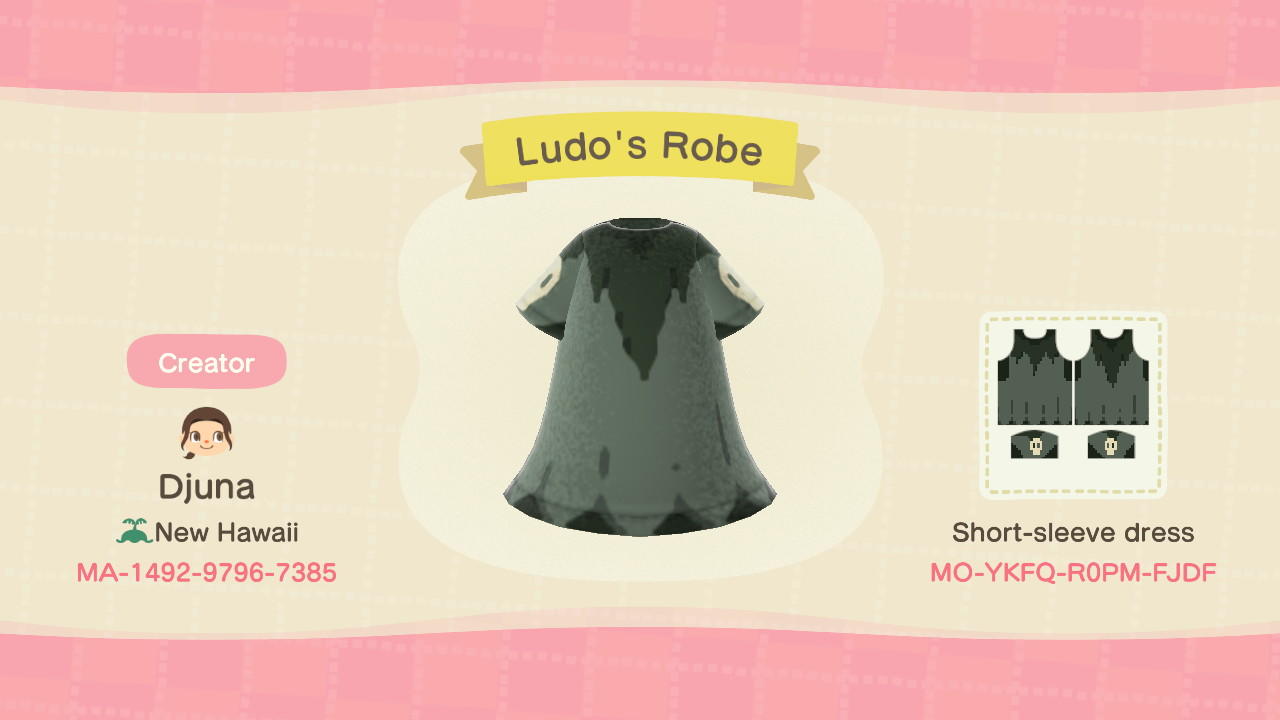 Ludo's Robe
Creator
Djuna
New Hawaii
MA-1492-9796-7385
Short-sleeve dress
MO-YKFQ-R0PM-FJDF